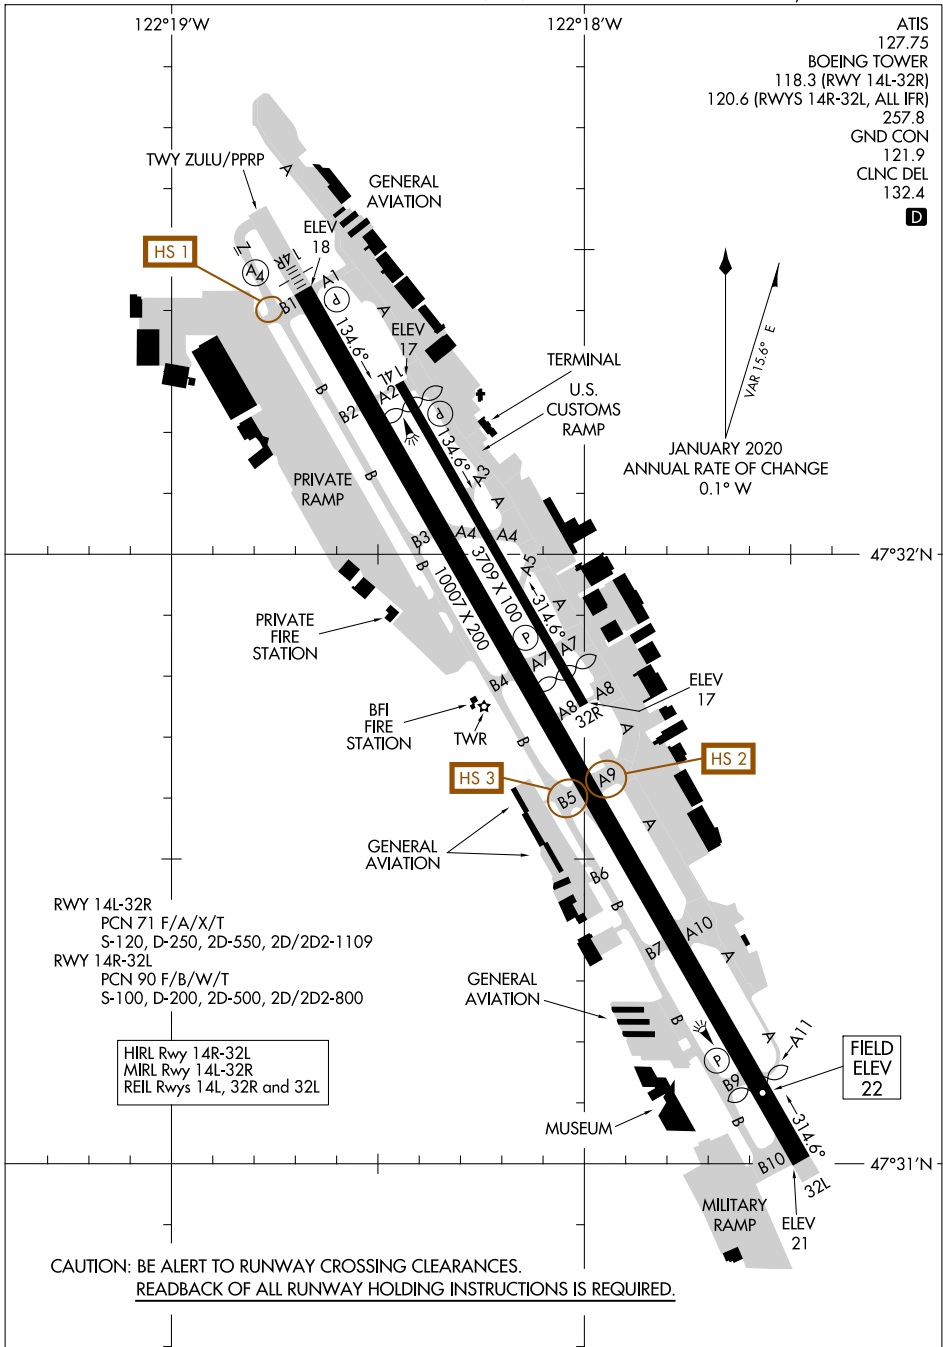 122°19'W
122°18'W
ATIS
127.75
BOEING TOWER
118.3 (RWY 14L-32R)
120.6 (RWYS 14R-32L, ALL IFR)
257.8
GND CON
121.9
CLNC DEL
132.4
D
TWY ZULU/PPRP
A
GENERAL
AVIATION
ELEV
18
HS 1
Z
A4
14R
A1
P
B1
A
134.6°
ELEV
17
VAR 15.6° E
TERMINAL
U.S.
CUSTOMS
RAMP
14L
B
A2
B2
P
134.6°
JANUARY 2020
ANNUAL RATE OF CHANGE
0.1° W
PRIVATE
RAMP
B
A3
A
B3
A4
A4
47°32'N
B
10007 X 200
3709 X 100
A5
314.6°
A
PRIVATE
FIRE
STATION
P
A7
A7
B4
A8
A8
32R
ELEV
17
BFI
FIRE
STATION
TWR
B
A
HS 3
HS 2
B5
A9
A
GENERAL
AVIATION
B6
B
RWY 14L-32R
PCN 71 F/A/X/T
S-120, D-250, 2D-550, 2D/2D2-1109
RWY 14R-32L
PCN 90 F/B/W/T
S-100, D-200, 2D-500, 2D/2D2-800
A10
B7
A
GENERAL
AVIATION
B
A
A11
HIRL Rwy 14R-32L
MIRL Rwy 14L-32R
REIL Rwys 14L, 32R and 32L
P
B9
FIELD
ELEV
22
MUSEUM
B
314.6°
B10
47°31'N
32L
MILITARY
RAMP
ELEV
21
CAUTION: BE ALERT TO RUNWAY CROSSING CLEARANCES.
READBACK OF ALL RUNWAY HOLDING INSTRUCTIONS IS REQUIRED.